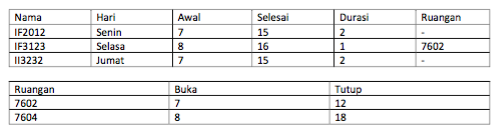 Nama Hari Awal Selesai Durasi Ruangan
IF2012 Senin 7 15 2 -
IF3123 Selasa 8 16 1 7602
II3232 Jumat 7 15 2 -
Ruangan Buka Tutup
7602 7 12
7604 8 18